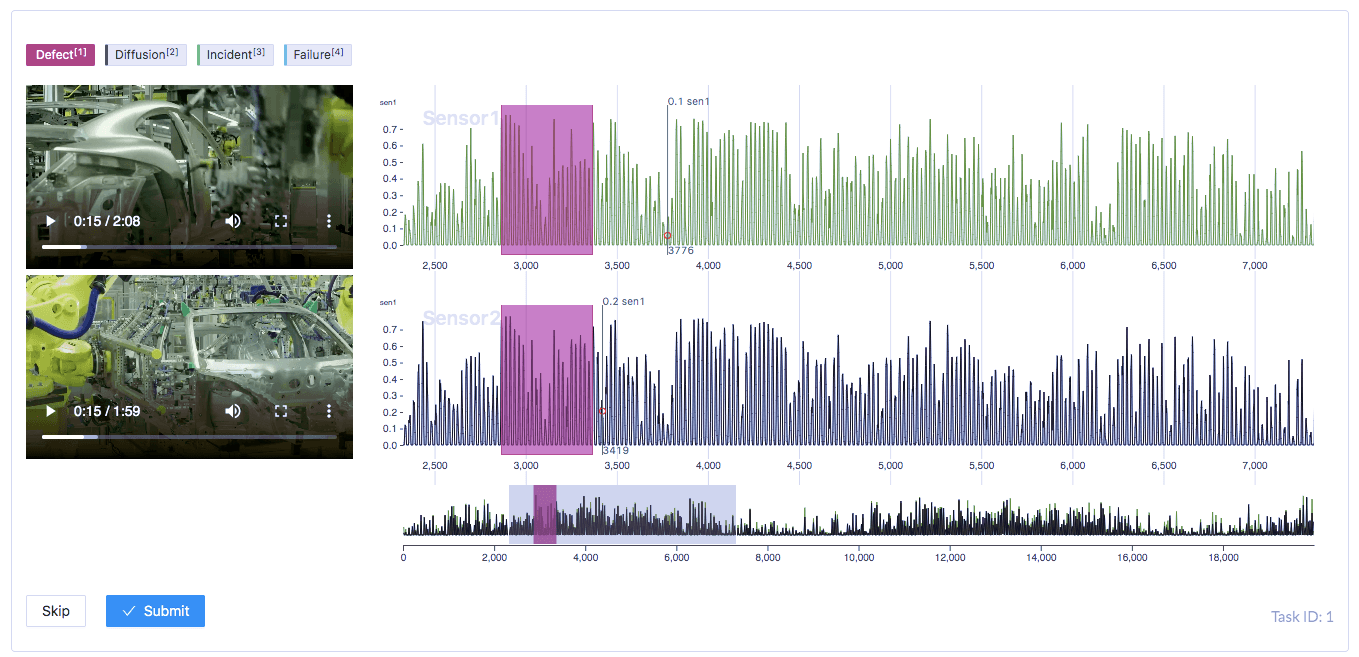 Defect[1] Diffusion[2] Incident[3] Failure[4]
0:15 / 2:08
0:15 / 1:59
sen1
Sensor1
0.1 sen1
0.7
0.6
0.5
0.4
0.3
0.2
0.1
0.0
3776
2,500 3,000 3,500 4,000 4,500 5,000 5,500 6,000 6,500 7,000
sen1
Sensor2
0.2 sen1
0.7
0.6
0.5
0.4
0.3
0.2
0.1
0.0
3419
2,500 3,000 3,500 4,000 4,500 5,000 5,500 6,000 6,500 7,000
0 2,000 4,000 6,000 8,000 10,000 12,000 14,000 16,000 18,000
Skip Submit
Task ID: 1